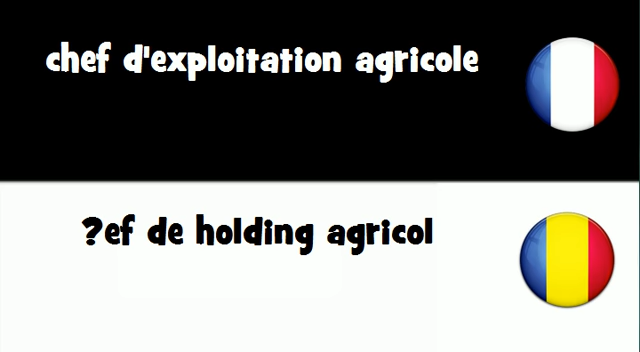 chef d'exploitation agricole
?ef de holding agricol